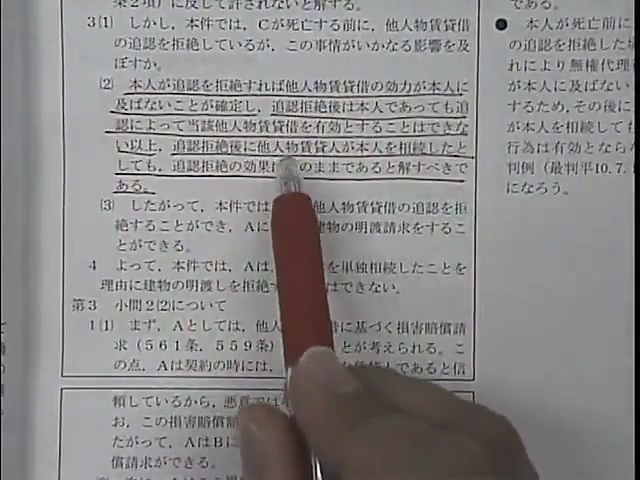 条2項)に反して許されないと解する。
3(1) しかし，本件では，Cが死亡する前に，他人物賃貸借
の追認を拒絶しているが，この事情がいかなる影響を及
ぼすか。
(2) 本人が追認を拒絶すれば他人物賃貸借の効力が本人に
及ばないことが確定し，追認拒絶後は本人であっても追
認によって当該他人物賃貸借を有効とすることはできな
い以上，追認拒絶後に他人物賃貸人が本人を相続したと
しても，追認拒絶の効果は のままであると解すべきで
ある。
(3) したがって，本件では 他人物賃貸借の追認を拒
絶することができ，Aに 建物の明渡請求をするこ
とができる。
4 よって，本件では，Aは を単独相続したことを
理由に建物の明渡しを拒絶 はできない。
第3 小問2(2)について
1(1) まず，Aとしては，他人 に基づく損害賠償請
求(561条，559条) とが考えられる。こ
の点，Aは契約の時には， であると信
頼しているから，悪意では
お，この損害賠償額
たがって，AはBに
償請求ができる。
である。
● 本人が死亡前に
の追認を拒絶した場
れにより無権代理
が本人に及ばない
するため，その後に
が本人を相続しても
行為は有効となら
判例(最判平10.7.1
になろう。